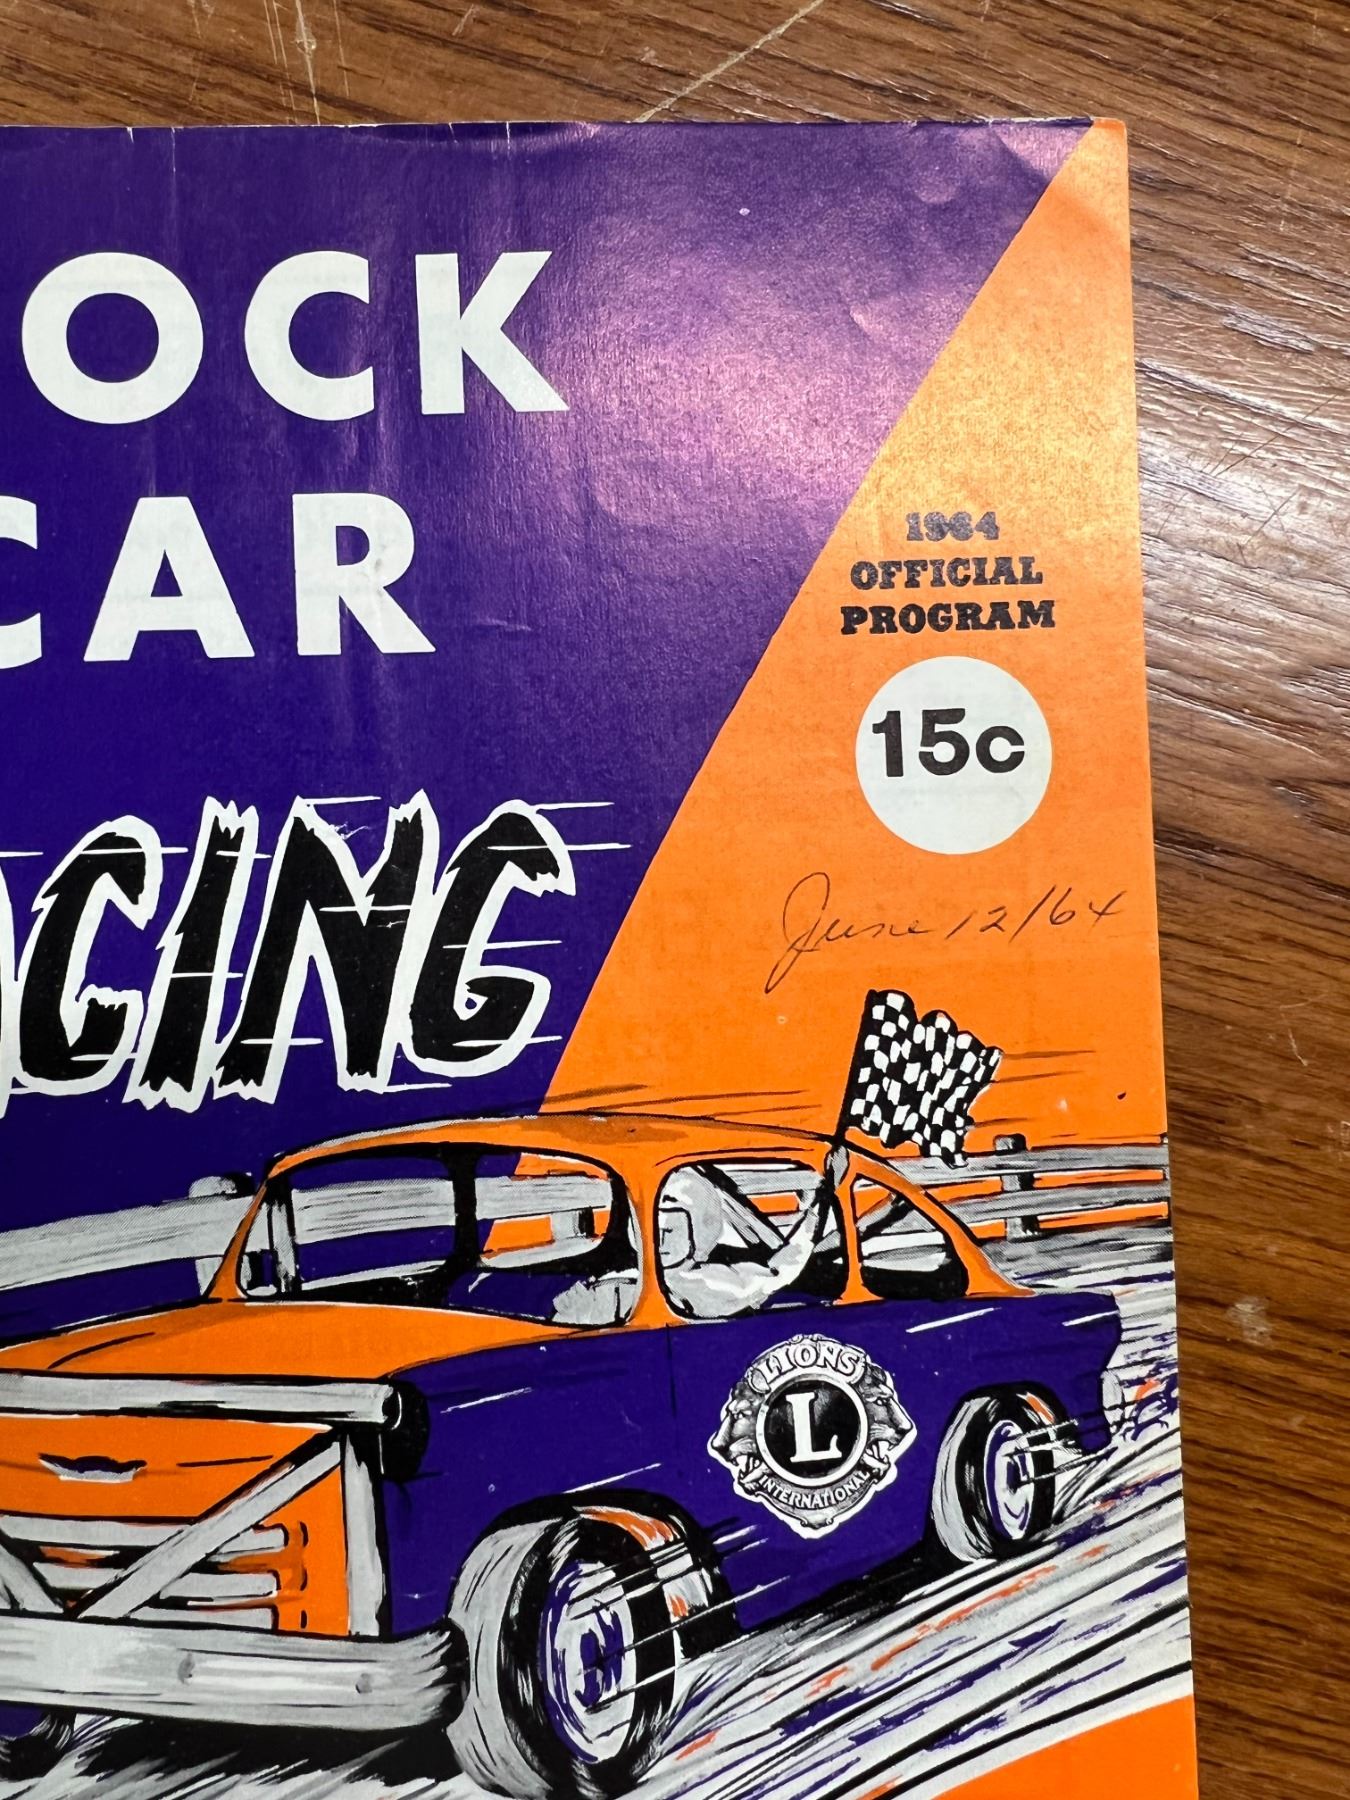 OCK
CAR
ACING
1964
OFFICIAL
PROGRAM
15c
June 12/64
LIONS
L
INTERNATIONAL